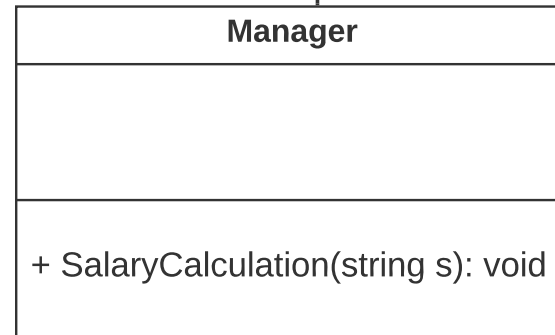 Manager
+ SalaryCalculation(string s): void